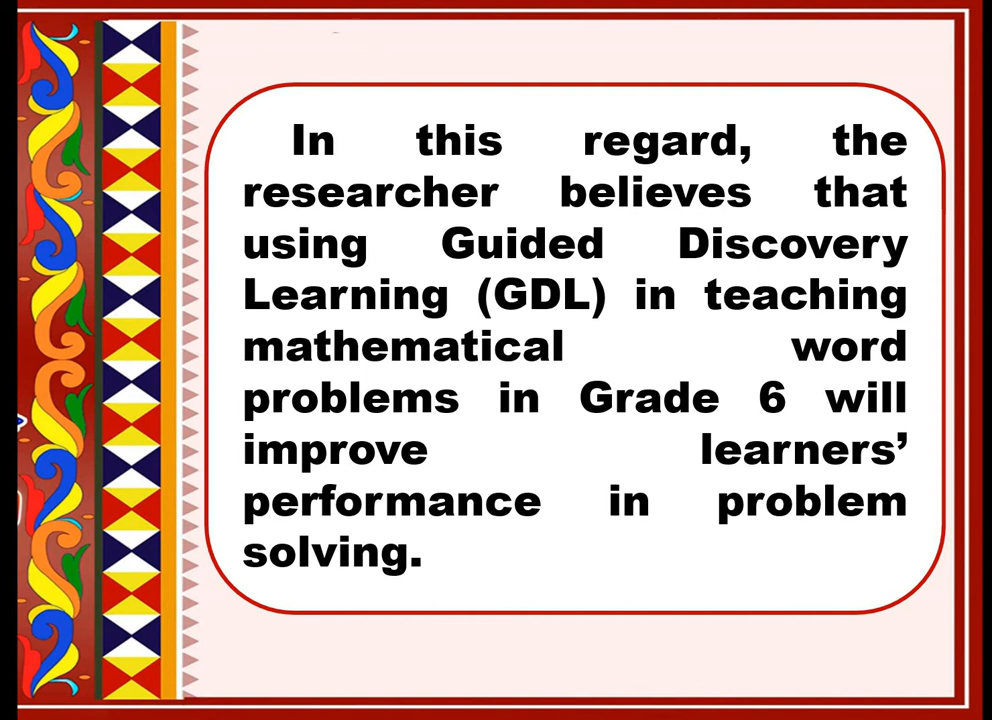 In this regard, the
researcher believes that
using Guided Discovery
Learning (GDL) in teaching
mathematical word
problems in Grade 6 will
improve learners’
performance in problem
solving.